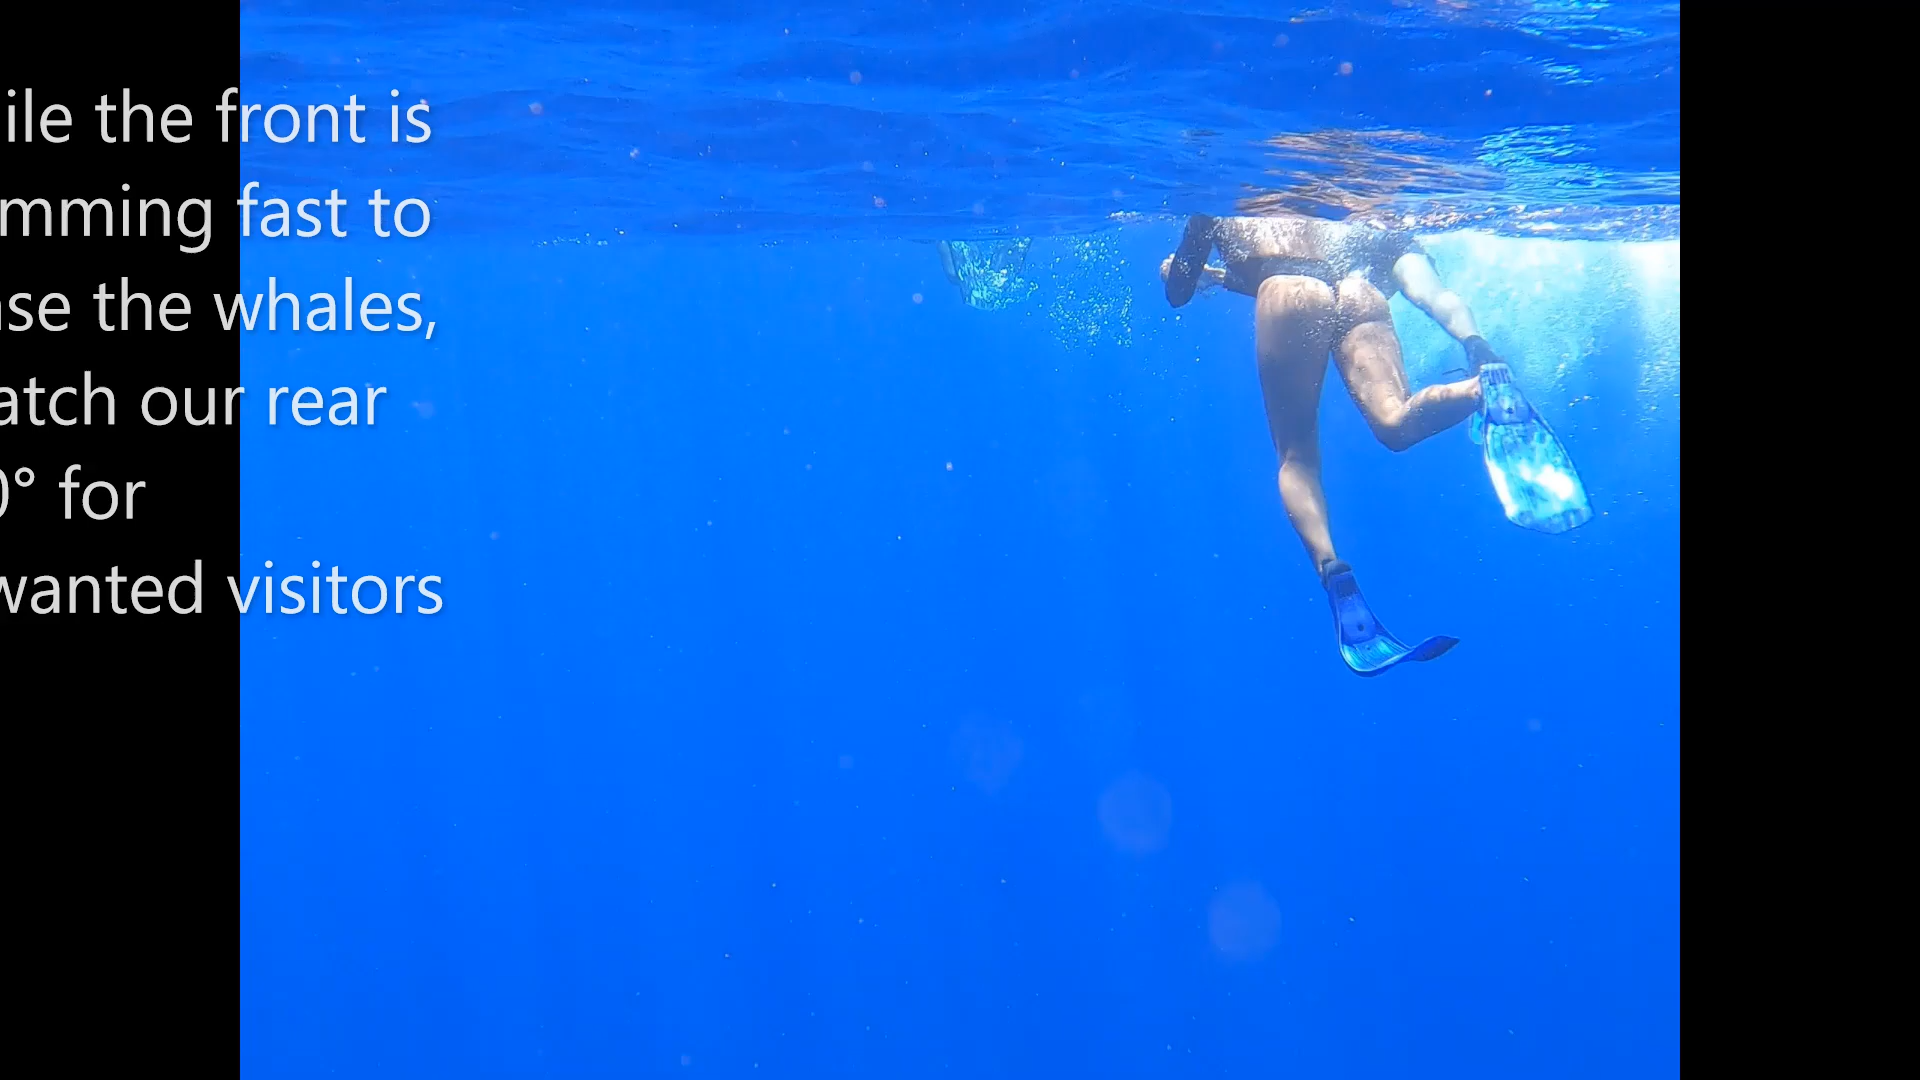 ile the front is
mming fast to
se the whales,
atch our rear
0° for
wanted visitors